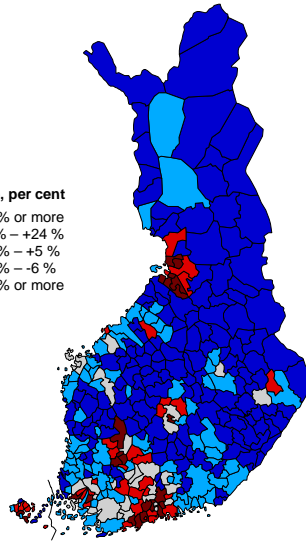 , per cent
% or more
% – +24 %
% – +5 %
% – -6 %
% or more